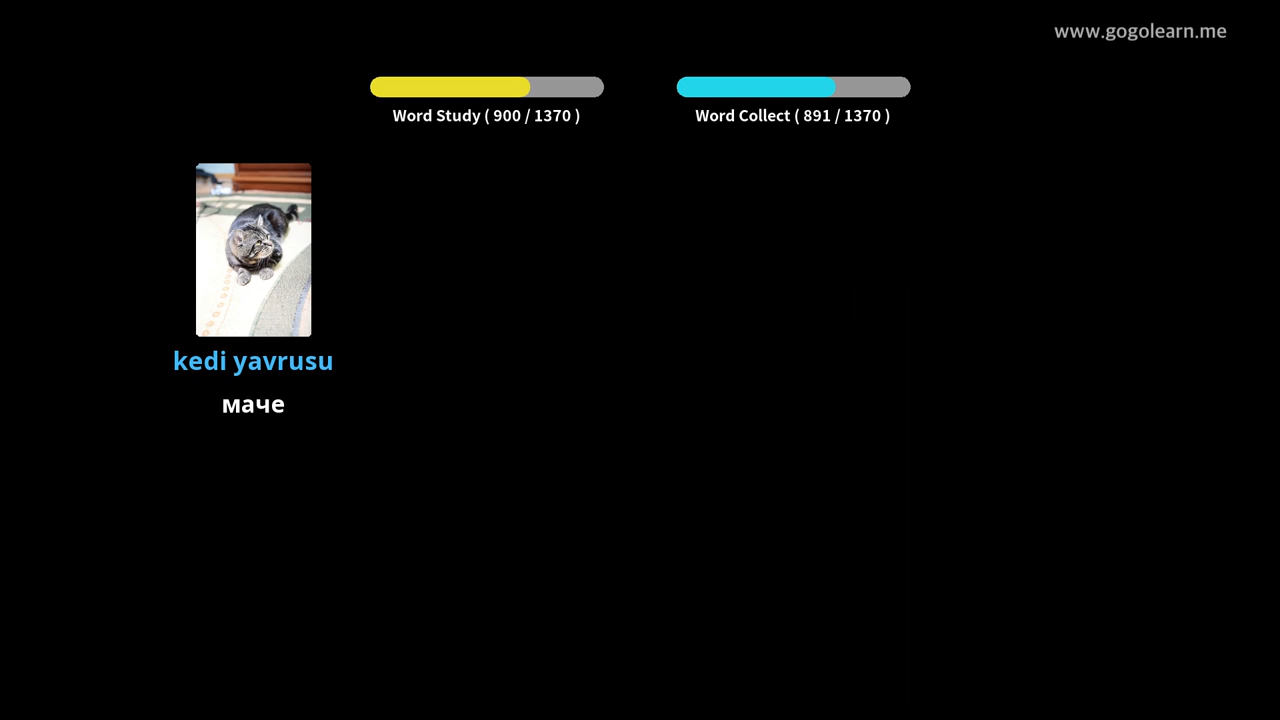 www.gogolearn.me
Word Study ( 900 / 1370 )
Word Collect ( 891 / 1370 )
kedi yavrusu
маче